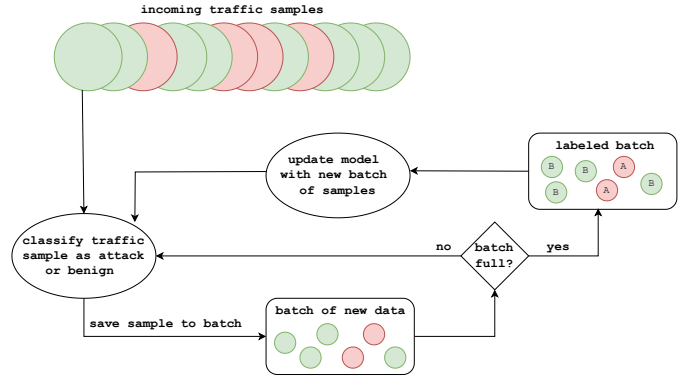 incoming traffic samples
labeled batch
B
B
A
B
A
B
update model
with new batch
of samples
classify traffic
sample as attack
or benign
no
batch
full?
yes
save sample to batch
batch of new data